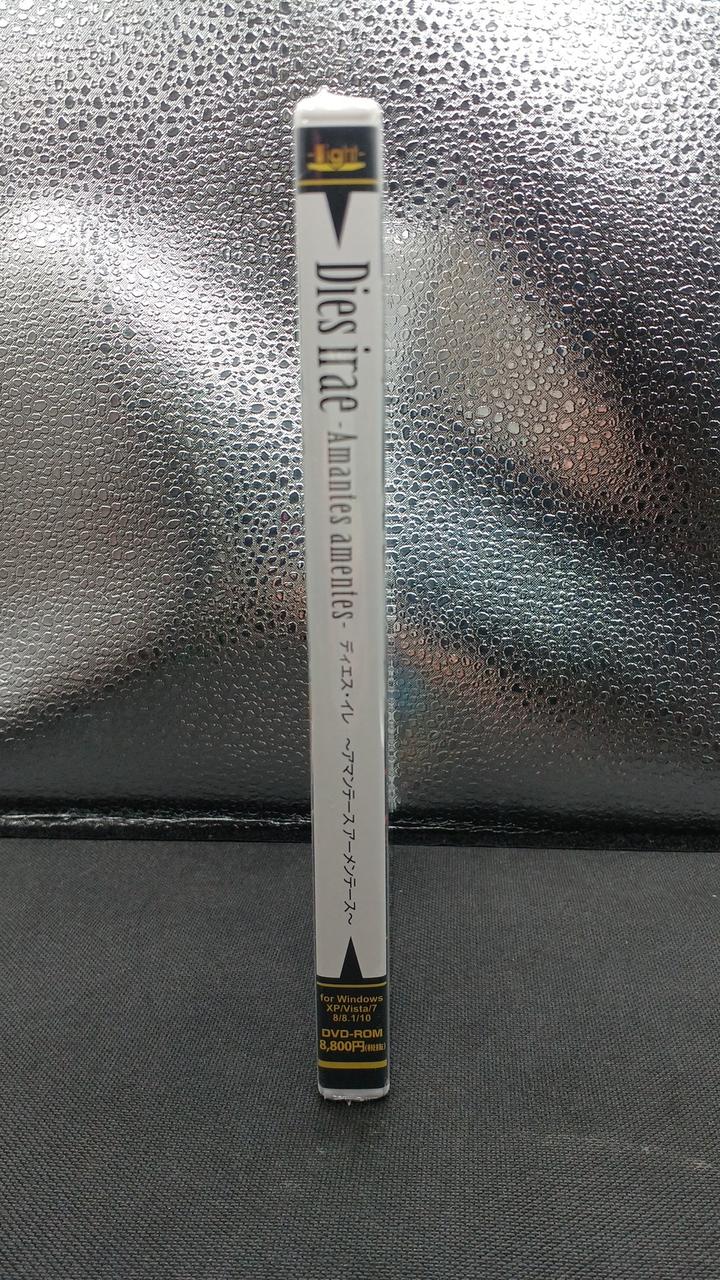 light
Dies irae -Amantes amentes- ディエス・イレ ～アマンテース アーメンテース～
for Windows
XP/Vista/7
8/8.1/10
DVD-ROM
8,800円(税抜)